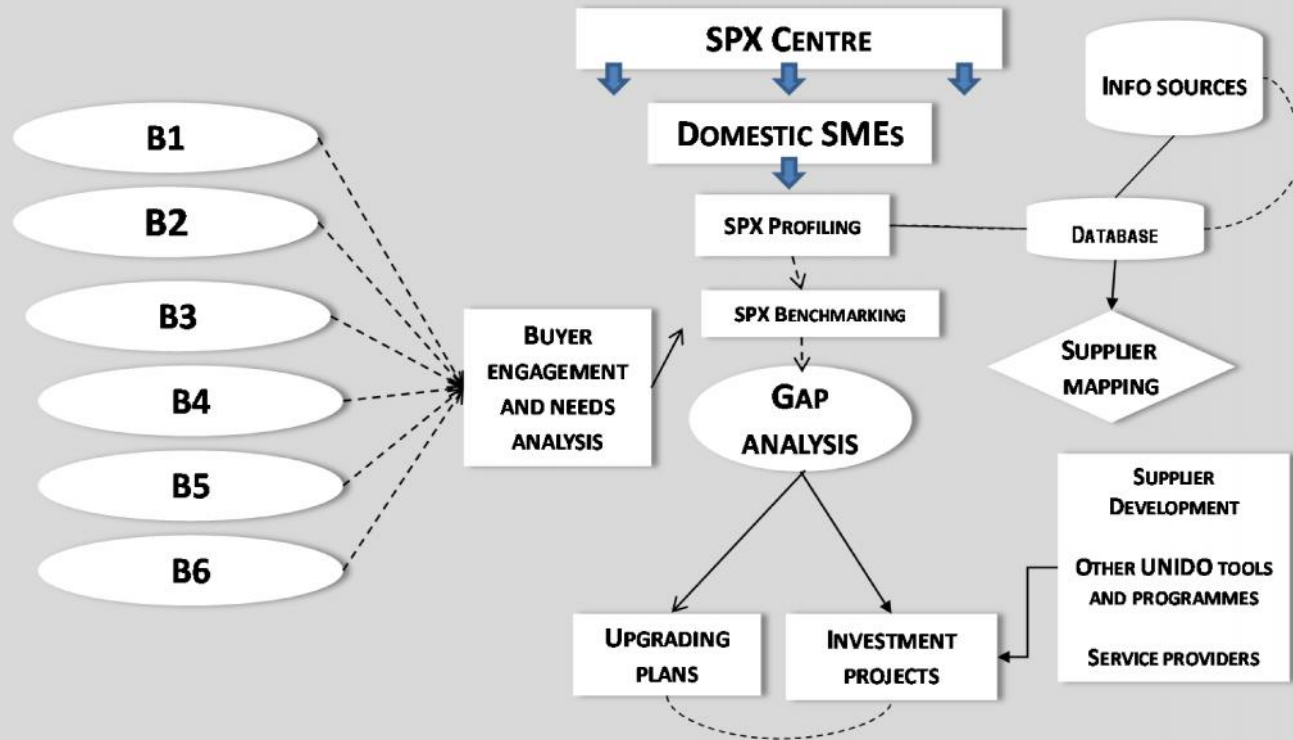 SPX CENTRE
INFO SOURCES
DOMESTIC SMEs
B1
B2
B3
B4
B5
B6
SPX PROFILING
DATABASE
SPX BENCHMARKING
BUYER
ENGAGEMENT
AND NEEDS
ANALYSIS
SUPPLIER
MAPPING
GAP
ANALYSIS
SUPPLIER
DEVELOPMENT
OTHER UNIDO TOOLS
AND PROGRAMMES
SERVICE PROVIDERS
UPGRADING
PLANS
INVESTMENT
PROJECTS